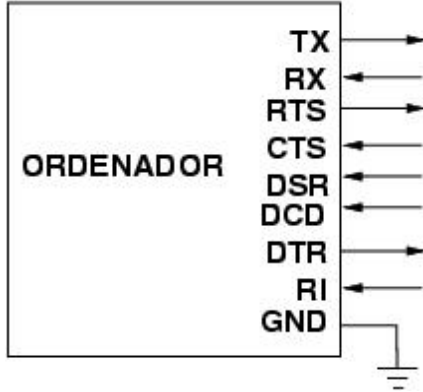 TX
RX
RTS
CTS
ORDENADOR
DSR
DCD
DTR
RI
GND